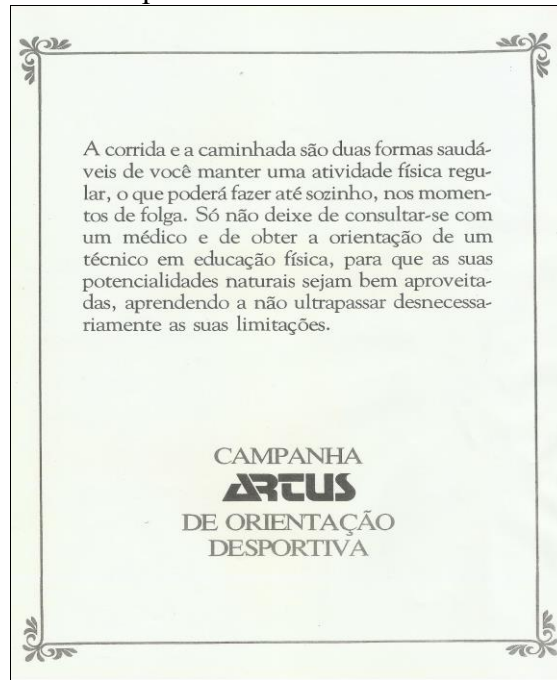 A corrida e a caminhada são duas formas saudá-
veis de você manter uma atividade física regu-
lar, o que poderá fazer até sozinho, nos momen-
tos de folga. Só não deixe de consultar-se com
um médico e de obter a orientação de um
técnico em educação física, para que as suas
potencialidades naturais sejam bem aproveita-
das, aprendendo a não ultrapassar desnecessa-
riamente as suas limitações.
CAMPANHA
ARTUS
DE ORIENTAÇÃO
DESPORTIVA